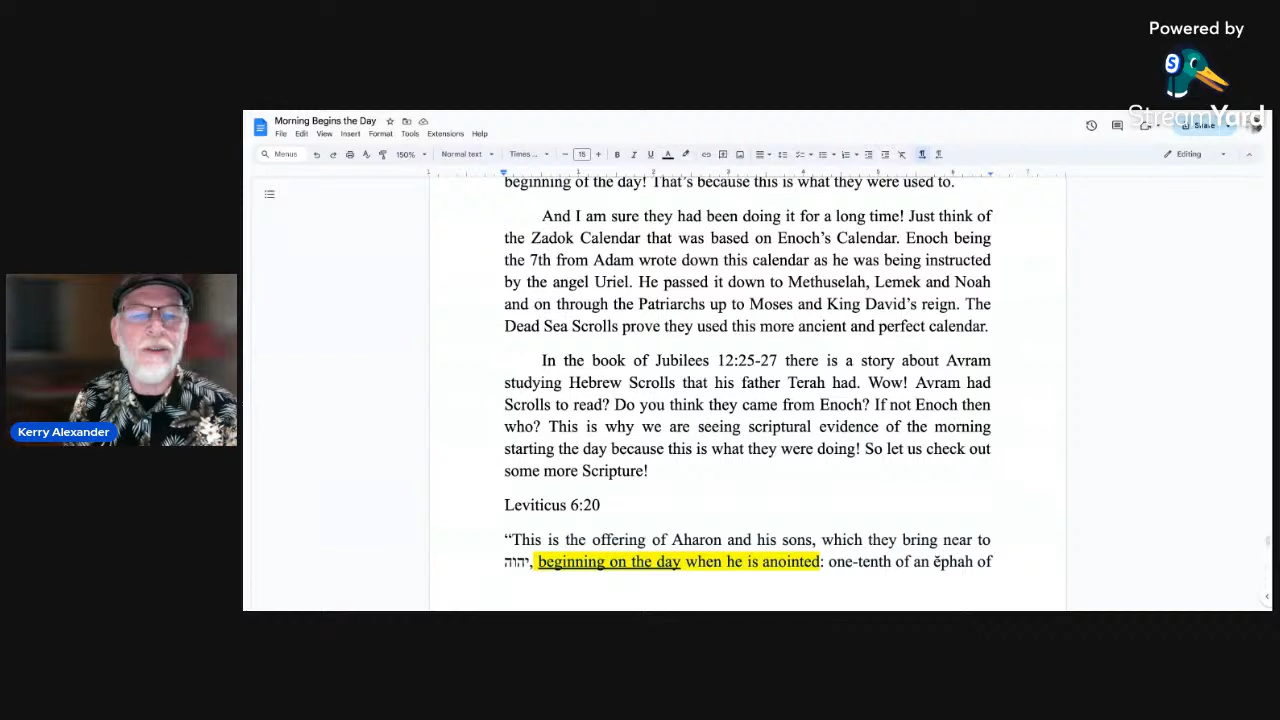 Powered by
StreamYard
Morning Begins the Day
File Edit View Insert Format Tools Extensions Help
Share
Menus 150% Normal text Times ... 15 B I U A Editing
1 1 2 3 4 5 6 7
beginning of the day! That's because this is what they were used to.
And I am sure they had been doing it for a long time! Just think of
the Zadok Calendar that was based on Enoch's Calendar. Enoch being
the 7th from Adam wrote down this calendar as he was being instructed
by the angel Uriel. He passed it down to Methuselah, Lemek and Noah
and on through the Patriarchs up to Moses and King David's reign. The
Dead Sea Scrolls prove they used this more ancient and perfect calendar.
In the book of Jubilees 12:25-27 there is a story about Avram
studying Hebrew Scrolls that his father Terah had. Wow! Avram had
Scrolls to read? Do you think they came from Enoch? If not Enoch then
who? This is why we are seeing scriptural evidence of the morning
starting the day because this is what they were doing! So let us check out
some more Scripture!
Leviticus 6:20
“This is the offering of Aharon and his sons, which they bring near to
יהוה, beginning on the day when he is anointed: one-tenth of an ĕphah of
Kerry Alexander